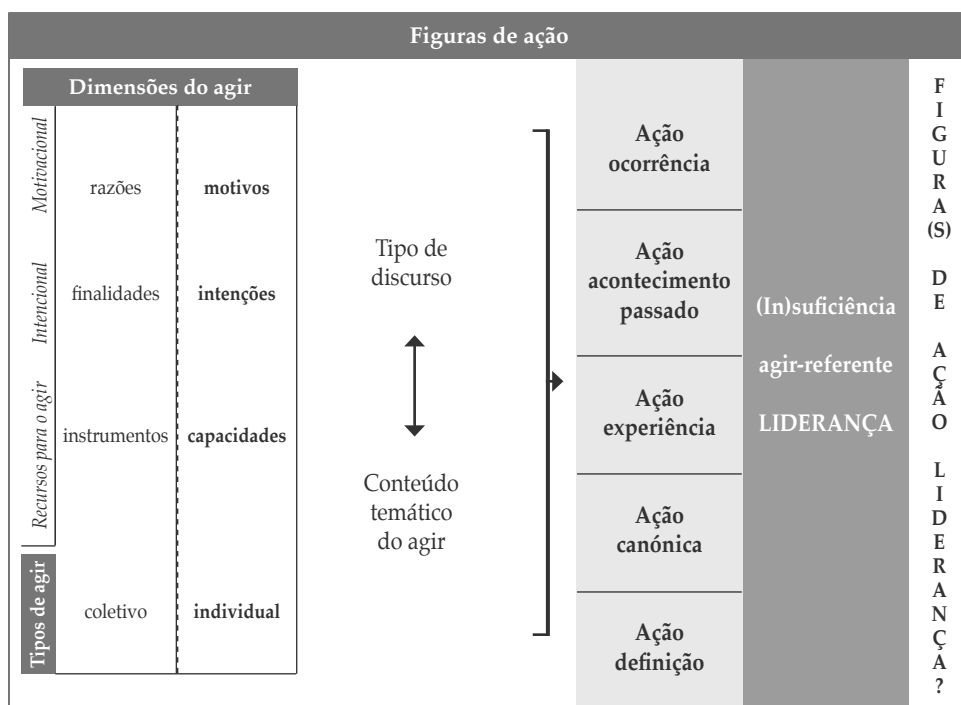 Figuras de ação
Dimensões do agir
Motivacional
razões
motivos
Intencional
finalidades
intenções
Recursos para o agir
instrumentos
capacidades
Tipos de agir
coletivo
individual
Tipo de
discurso
Conteúdo
temático
do agir
Ação
ocorrência
Ação
acontecimento
passado
Ação
experiência
Ação
canónica
Ação
definição
(In)suficiência
agir-referente
LIDERANÇA
FIGURA(S) DE AÇÃO LIDERANÇA?